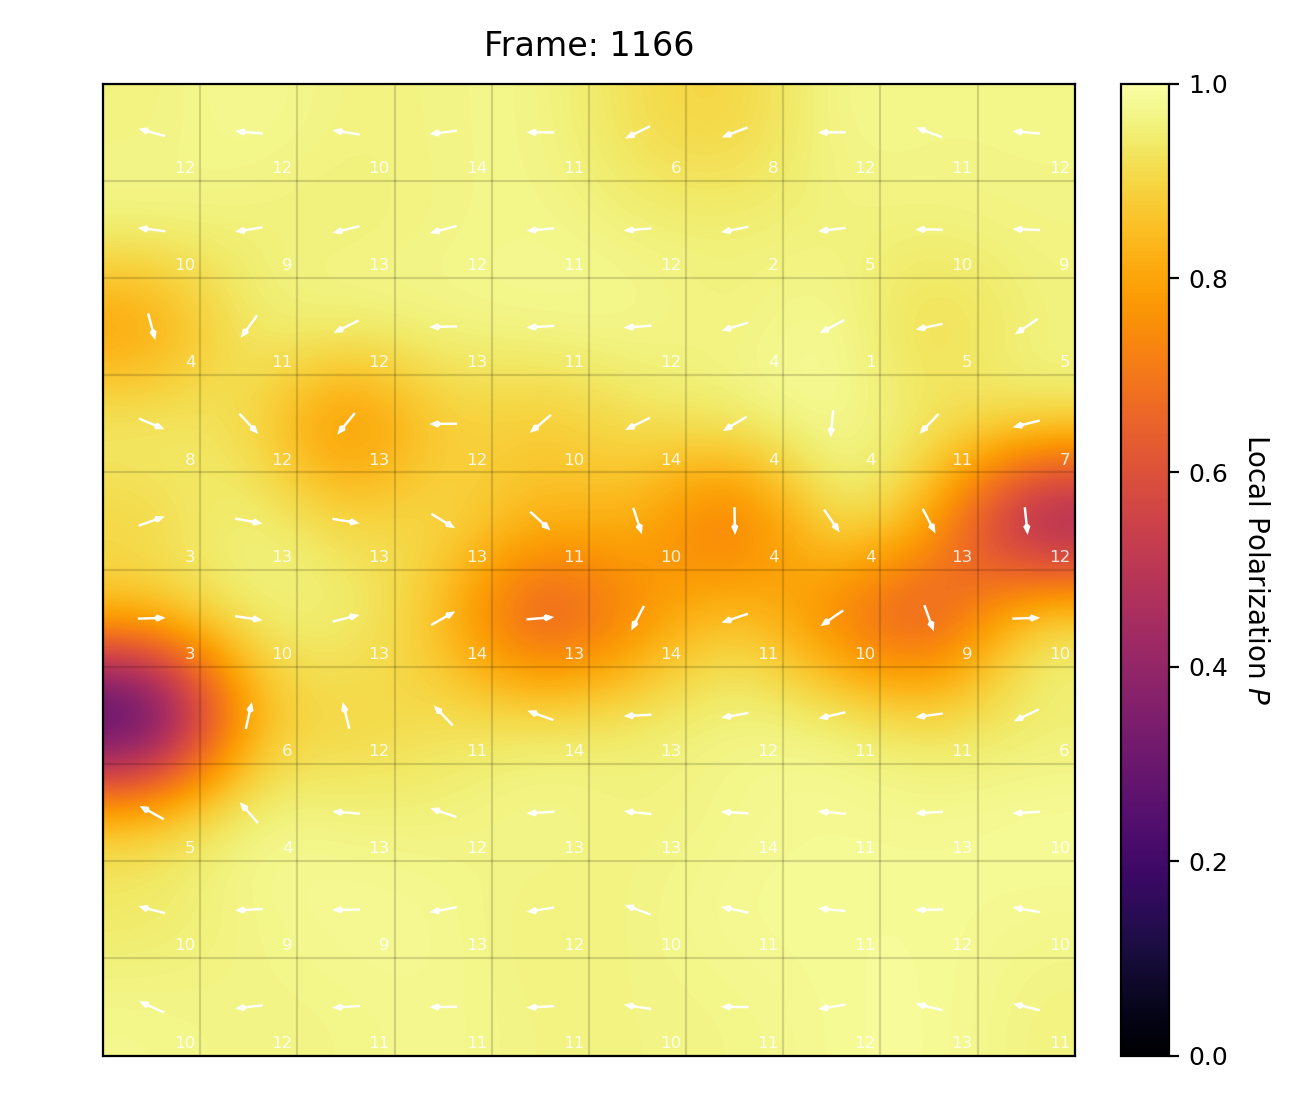 Frame: 1166
12 12 10 14 11 6 8 12 11 12
10 9 13 12 11 12 2 5 10 9
4 11 12 13 11 12 4 1 5 5
8 12 13 12 10 14 4 4 11 7
3 13 13 13 11 10 4 4 13 12
3 10 13 14 13 14 11 10 9 10
6 12 11 14 13 12 11 11 6
5 4 13 12 13 13 14 11 13 10
10 9 9 13 12 10 11 11 12 10
10 12 11 11 11 10 11 12 13 11
1.0
0.8
0.6
0.4
0.2
0.0
Local Polarization P